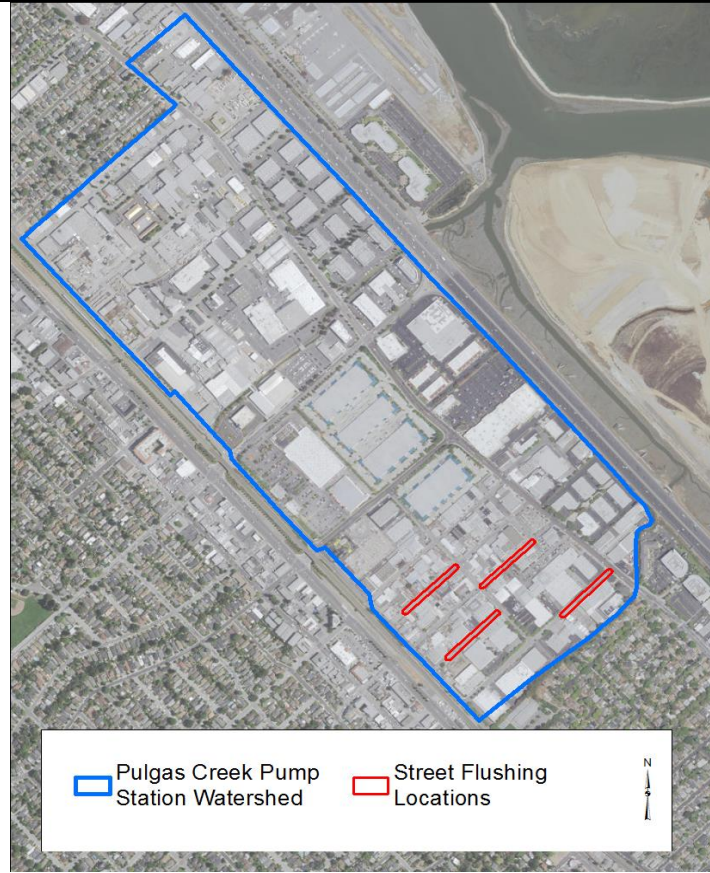 Pulgas Creek Pump
Station Watershed
Street Flushing
Locations
N